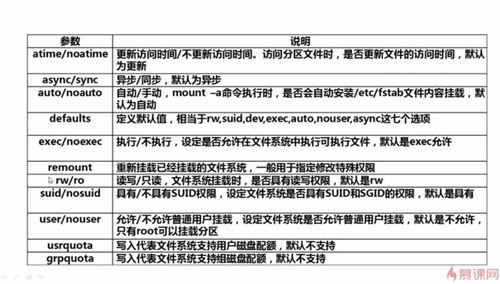 参数 说明
atime/noatime 更新访问时间/不更新访问时间。访问分区文件时，是否更新文件的访问时间，默认
为更新
async/sync 异步/同步，默认为异步
auto/noauto 自动/手动，mount –a命令执行时，是否会自动安装/etc/fstab文件内容挂载，默
认为自动
defaults 定义默认值，相当于rw,suid,dev,exec,auto,nouser,async这七个选项
exec/noexec 执行/不执行，设定是否允许在文件系统中执行可执行文件，默认是exec允许
remount 重新挂载已经挂载的文件系统，一般用于指定修改特殊权限
rw/ro 读写/只读，文件系统挂载时，是否具有读写权限，默认是rw
suid/nosuid 具有/不具有SUID权限，设定文件系统是否具有SUID和SGID的权限，默认是具有
user/nouser 允许/不允许普通用户挂载，设定文件系统是否允许普通用户挂载，默认是不允许，
只有root可以挂载分区
usrquota 写入代表文件系统支持用户磁盘配额，默认不支持
grpquota 写入代表文件系统支持组磁盘配额，默认不支持
慕课网